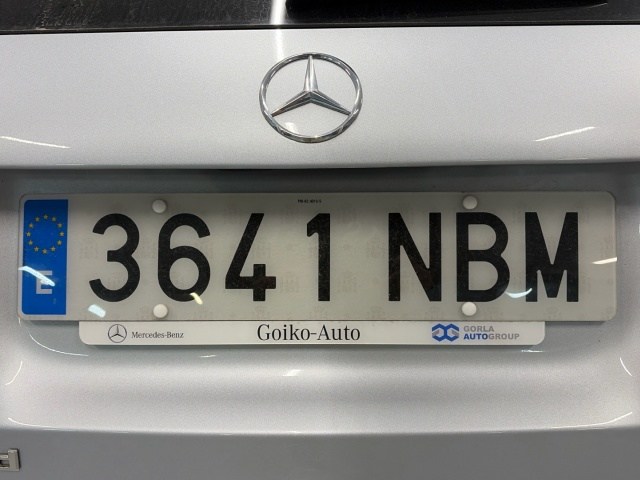 E 3641 NBM
Mercedes-Benz Goiko-Auto GORLA
AUTOGROUP